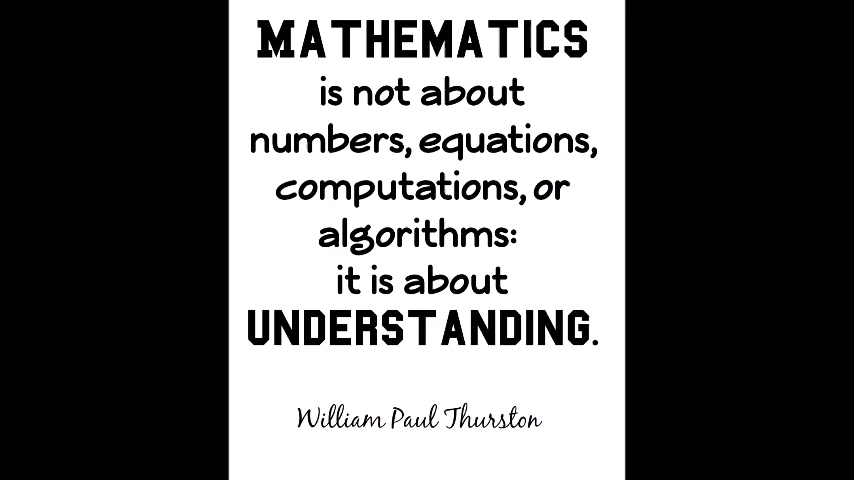 MATHEMATICS
is not about
numbers, equations,
computations, or
algorithms:
it is about
UNDERSTANDING.
William Paul Thurston